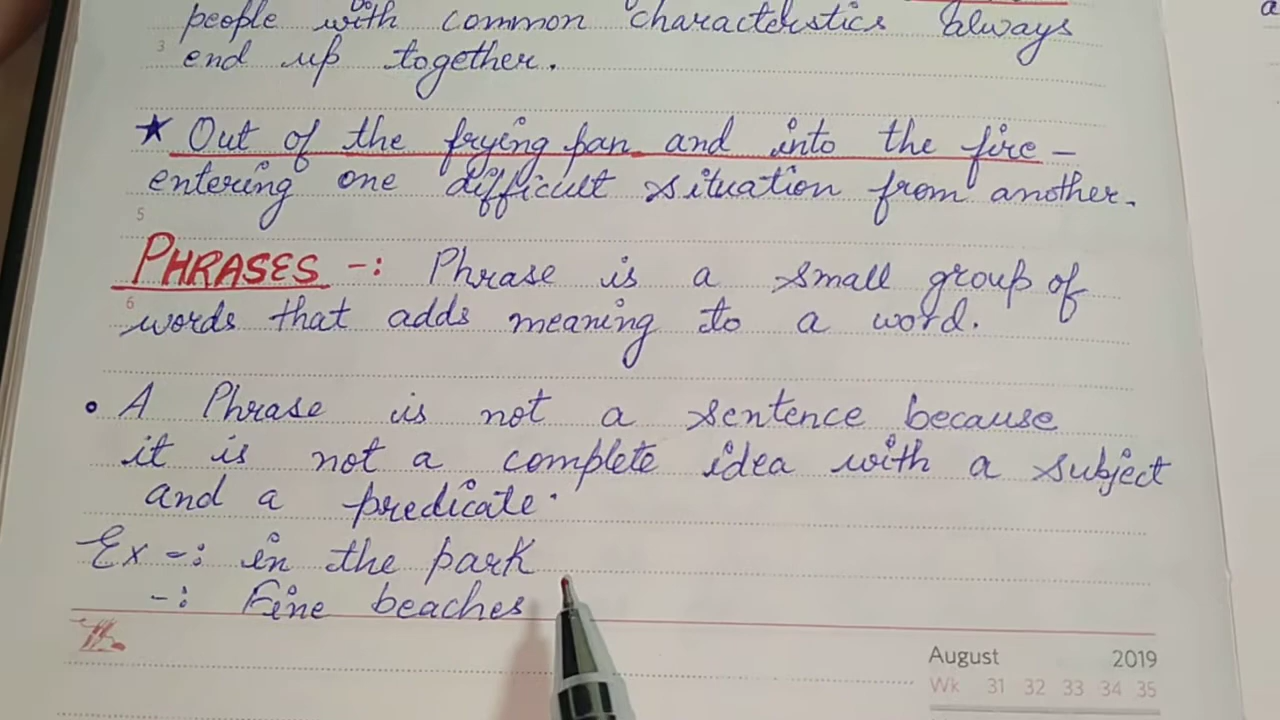 people with common characteristics always
3
end up together.
★ Out of the frying pan and into the fire –
entering one difficult situation from another.
5
PHRASES -: Phrase is a small group of
6
words that adds meaning to a word.
• A Phrase is not a sentence because
it is not a complete idea with a subject
and a predicate.
Ex -: in the park
-: Fine beaches
August 2019
Wk 31 32 33 34 35